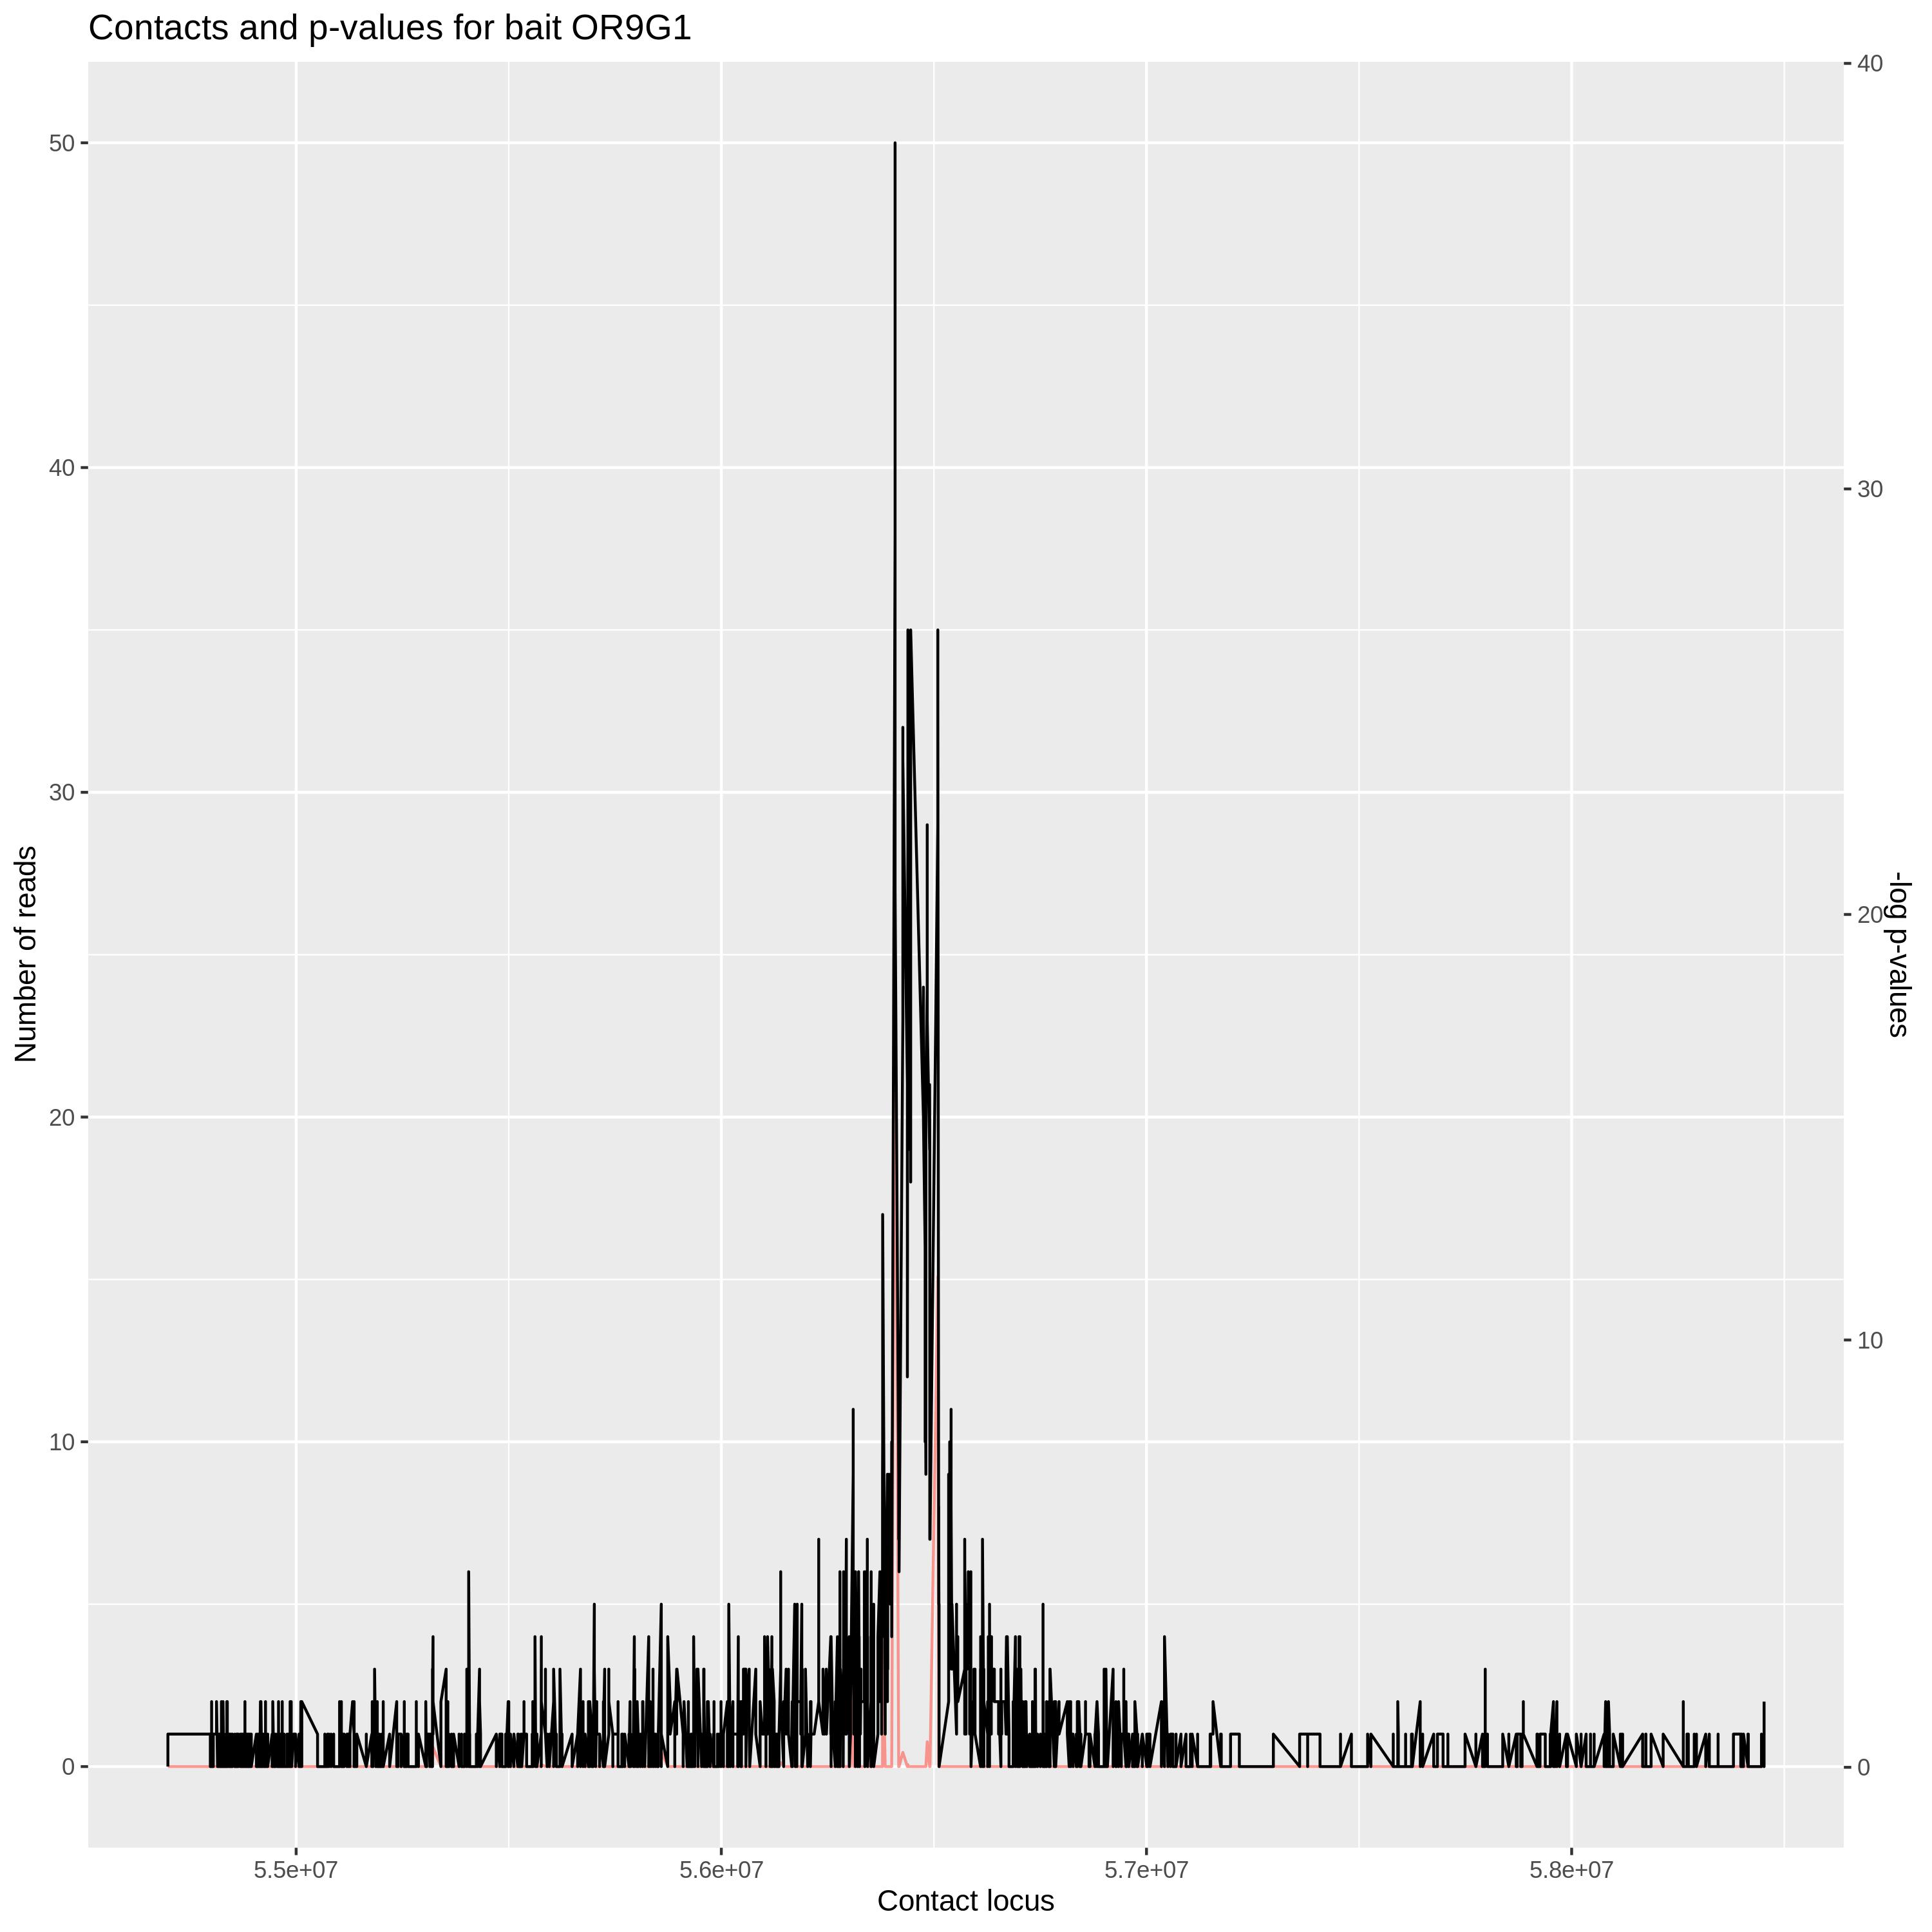 Contacts and p-values for bait OR9G1
40
50
40
30
30
20
20
10
10
0
0
Number of reads
-log p-values
5.5e+07 5.6e+07 5.7e+07 5.8e+07
Contact locus